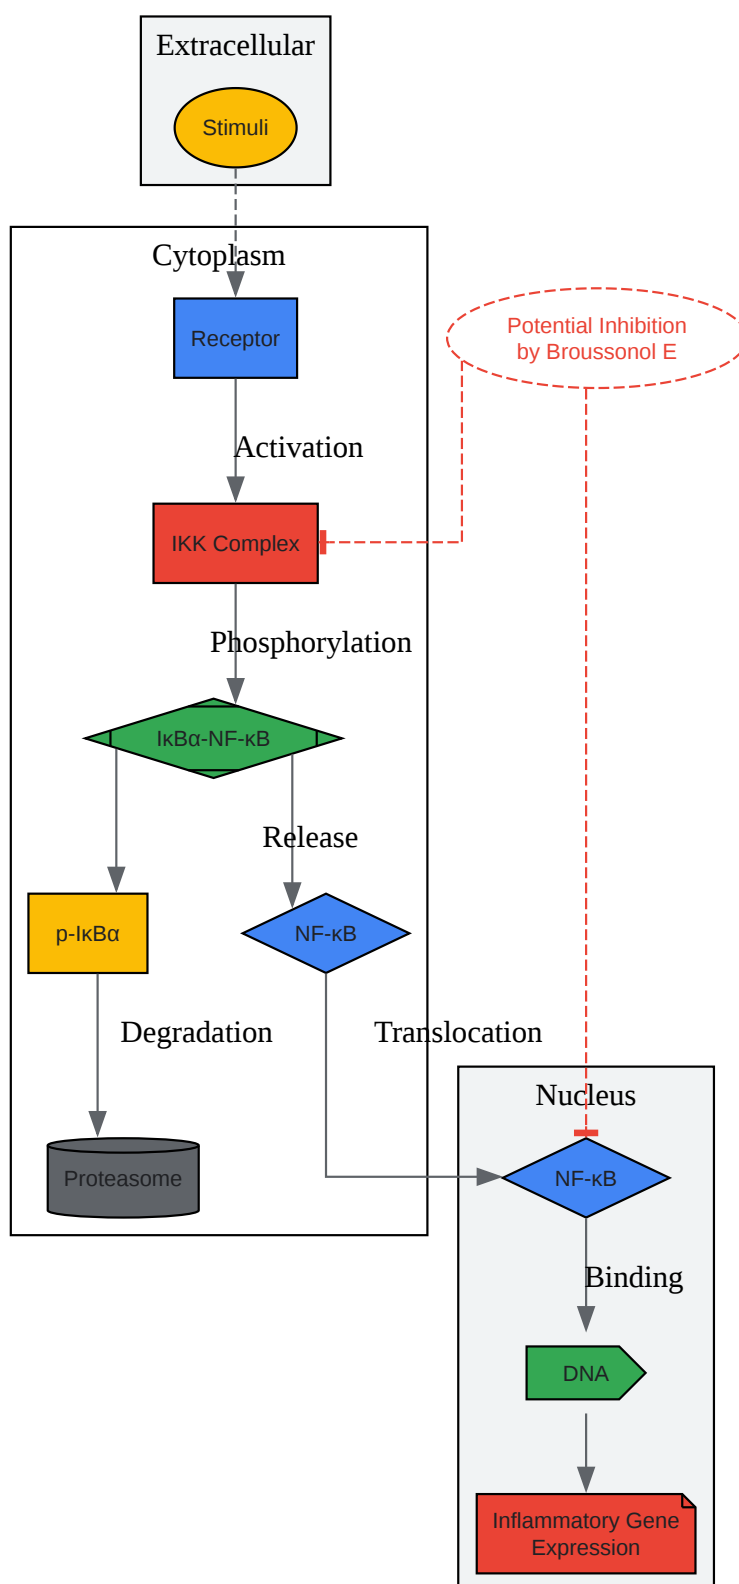 Extracellular
Stimuli
Cytoplasm
Receptor
Potential Inhibition
by Broussonol E
Activation
IKK Complex
Phosphorylation
IκBα-NF-κB
Release
p-IκBα
NF-κB
Degradation
Translocation
Nucleus
Proteasome
NF-κB
Binding
DNA
Inflammatory Gene
Expression